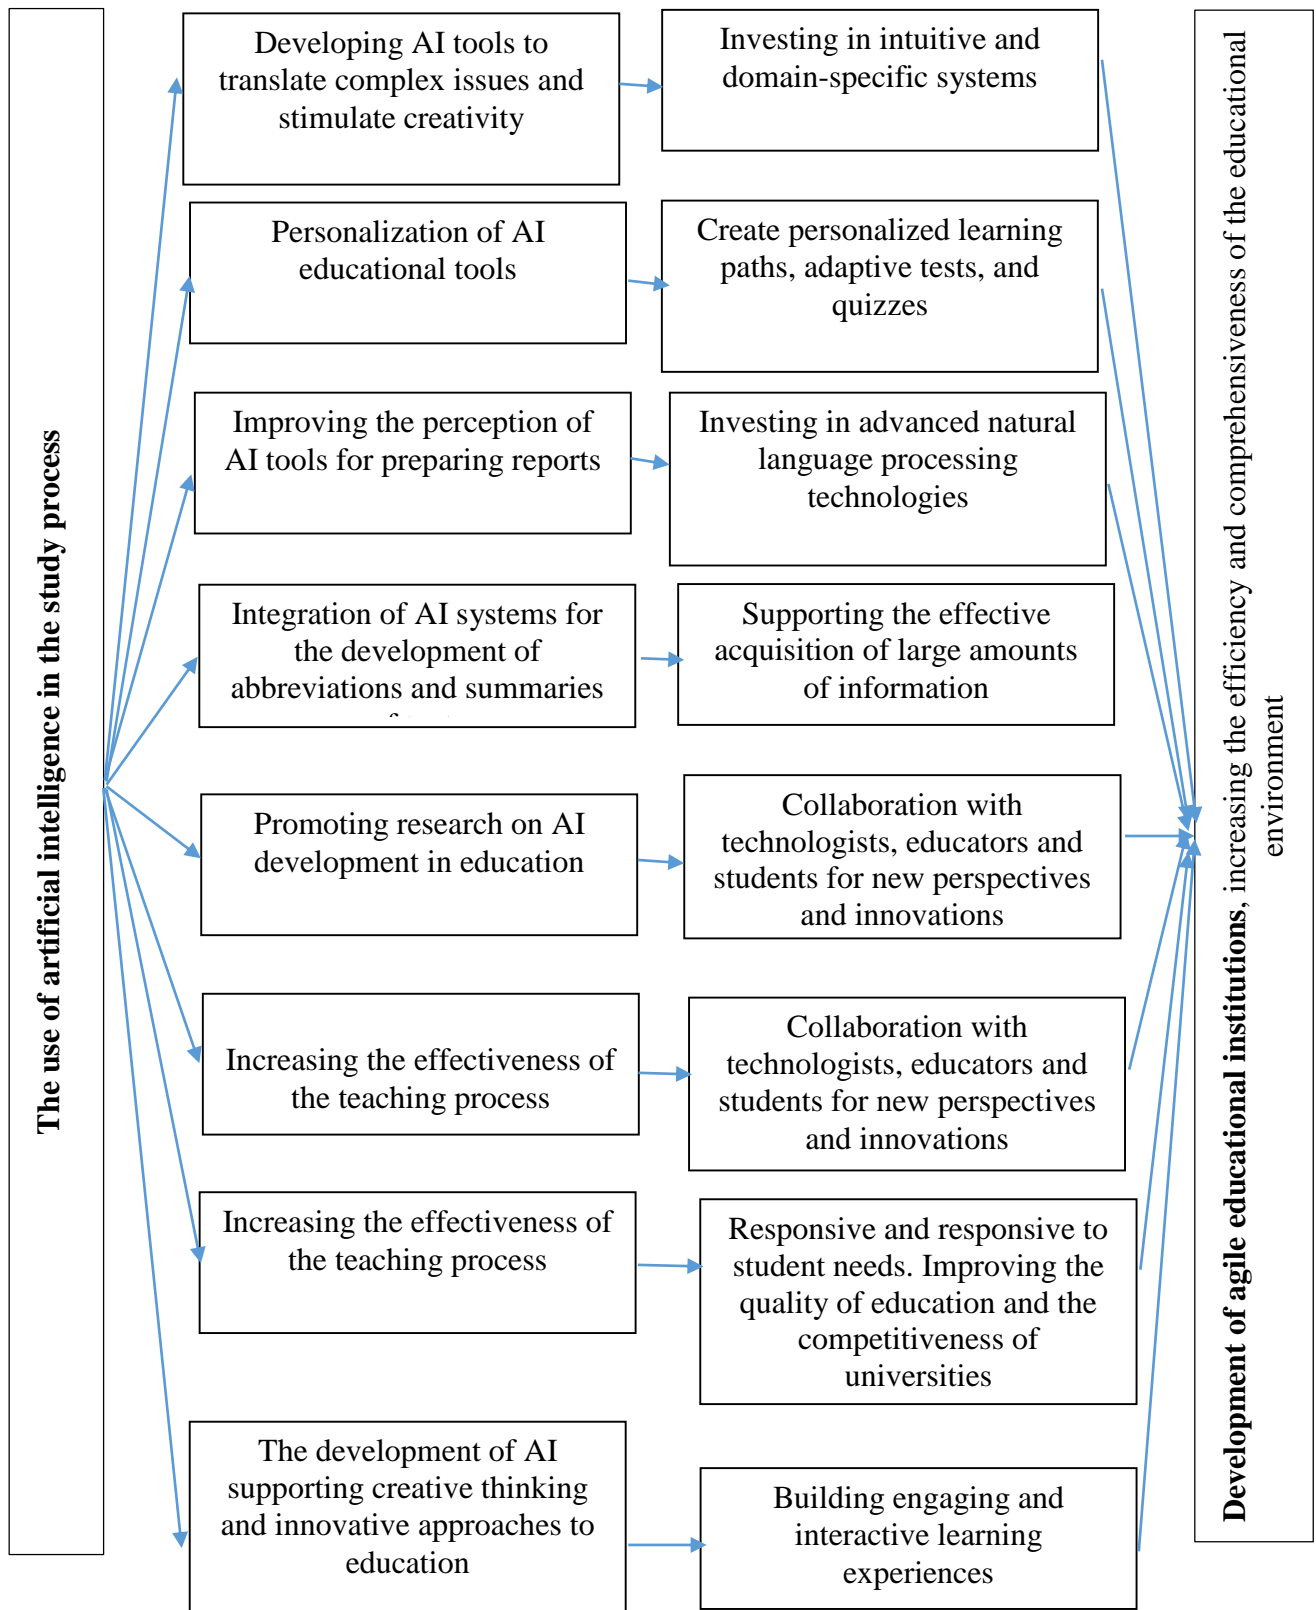 The use of artificial intelligence in the study process
Developing AI tools to
translate complex issues and
stimulate creativity
Investing in intuitive and
domain-specific systems
Personalization of AI
educational tools
Create personalized learning
paths, adaptive tests, and
quizzes
Improving the perception of
AI tools for preparing reports
Investing in advanced natural
language processing
technologies
Integration of AI systems for
the development of
abbreviations and summaries
Supporting the effective
acquisition of large amounts
of information
Promoting research on AI
development in education
Collaboration with
technologists, educators and
students for new perspectives
and innovations
Increasing the effectiveness of
the teaching process
Collaboration with
technologists, educators and
students for new perspectives
and innovations
Increasing the effectiveness of
the teaching process
Responsive and responsive to
student needs. Improving the
quality of education and the
competitiveness of
universities
The development of AI
supporting creative thinking
and innovative approaches to
education
Building engaging and
interactive learning
experiences
Development of agile educational institutions, increasing the efficiency and comprehensiveness of the educational
environment